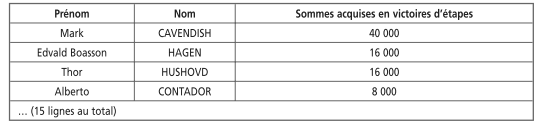 Prénom Nom Sommes acquises en victoires d'étapes
Mark CAVENDISH 40 000
Edvald Boasson HAGEN 16 000
Thor HUSHOVD 16 000
Alberto CONTADOR 8 000
... (15 lignes au total)